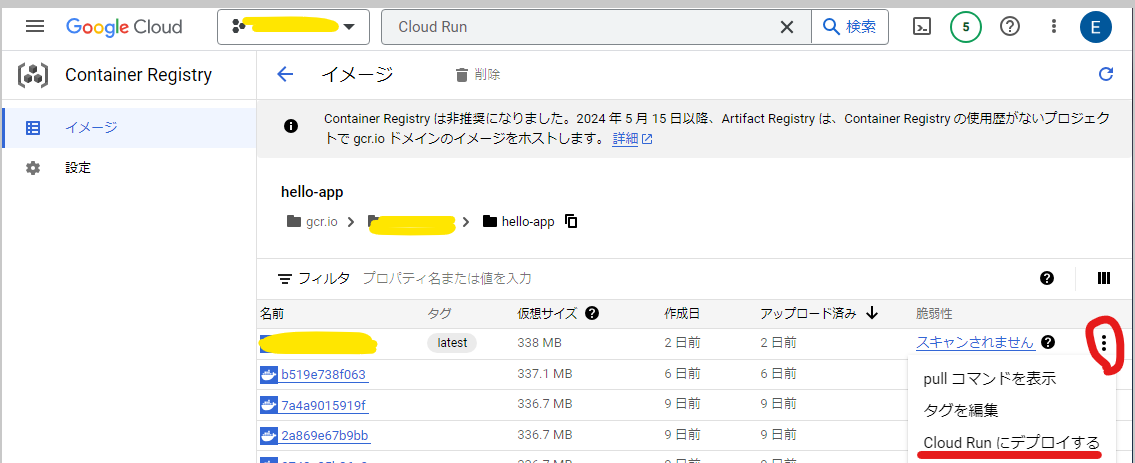 Google Cloud
Cloud Run
検索
5
E
Container Registry
イメージ
削除
イメージ
設定
Container Registry は非推奨になりました。2024 年 5 月 15 日以降、Artifact Registry は、Container Registry の使用歴がないプロジェク
トで gcr.io ドメインのイメージをホストします。 詳細
hello-app
gcr.io
hello-app
フィルタ プロパティ名または値を入力
名前 タグ 仮想サイズ 作成日 アップロード済み 脆弱性
latest 338 MB 2 日前 2 日前 スキャンされません
b519e738f063 337.1 MB 6 日前 6 日前
7a4a9015919f 336.7 MB 9 日前 9 日前
2a869e67b9bb 336.7 MB 9 日前 9 日前
pull コマンドを表示
タグを編集
Cloud Run にデプロイする